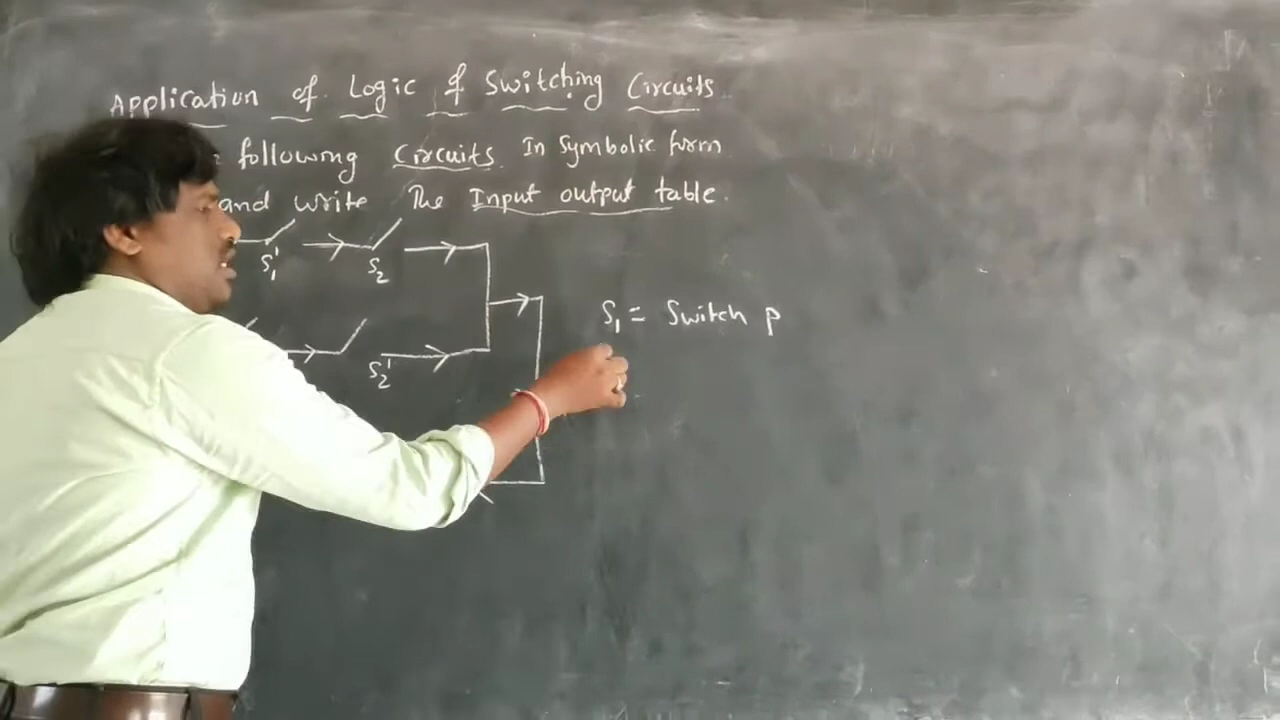 Application of Logic of Switching Circuits
following Circuits In Symbolic form
and write The Input output table.
S₁' S₂
S₂'
S₁ = Switch p